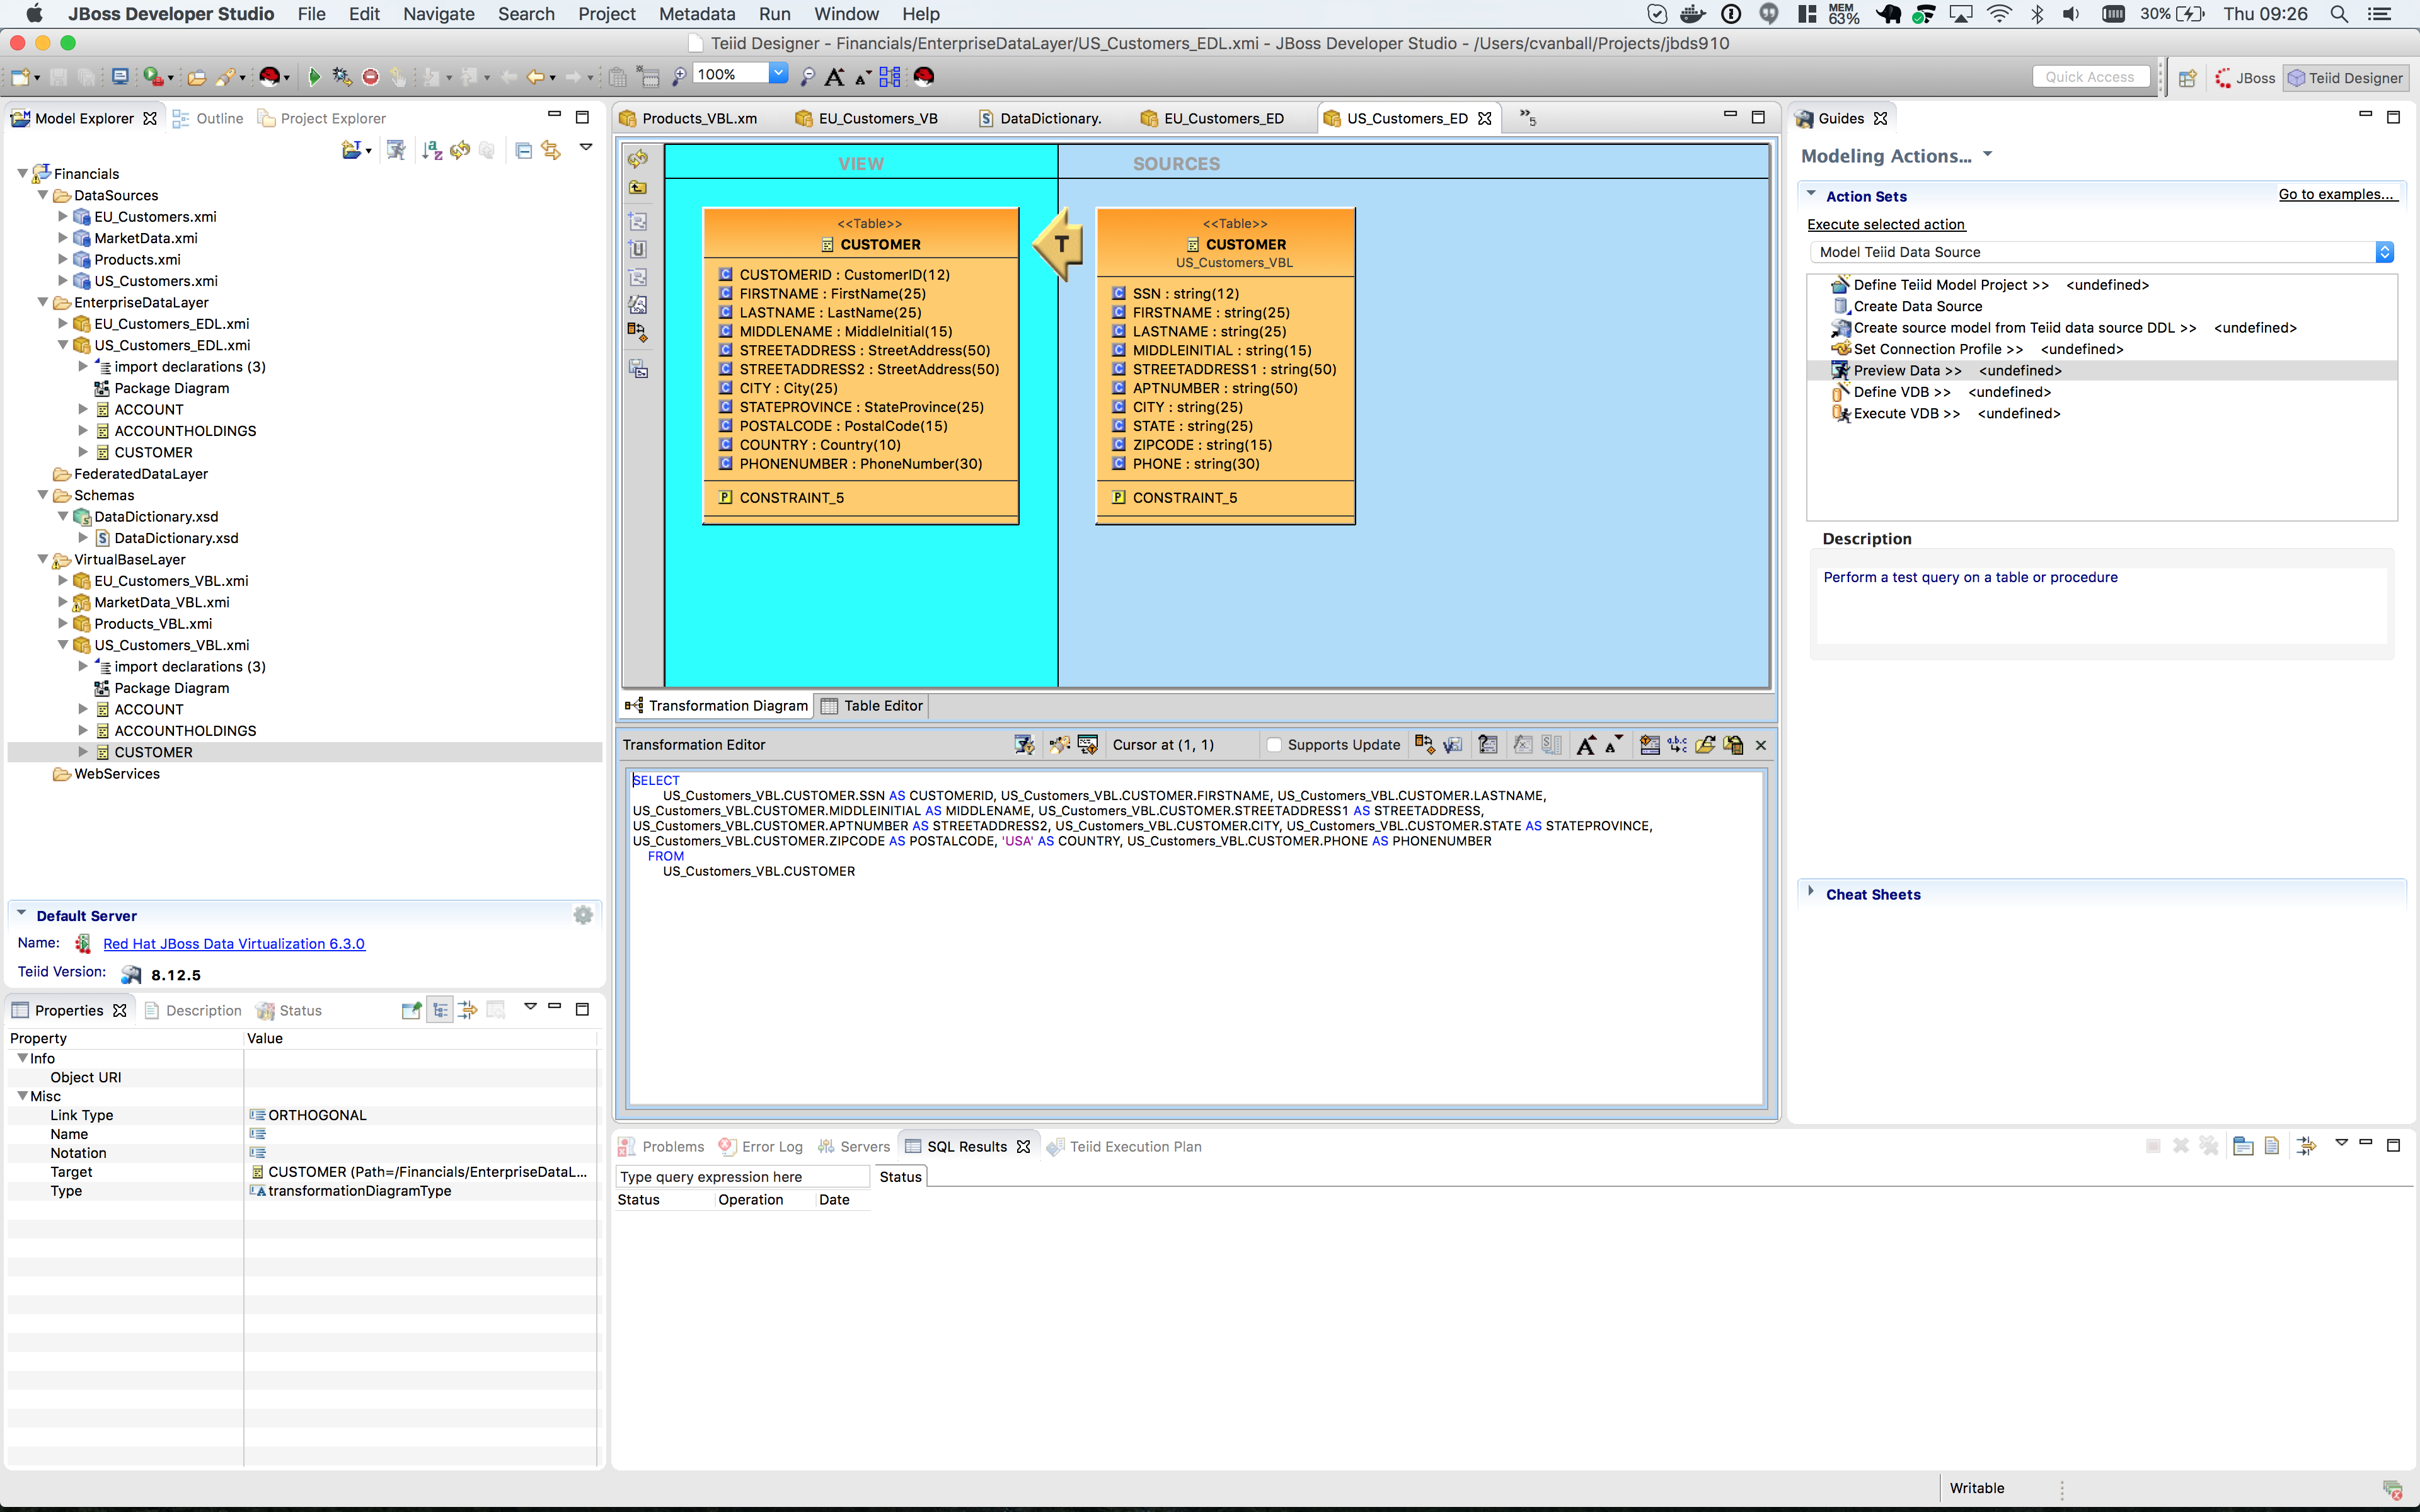 JBoss Developer Studio File Edit Navigate Search Project Metadata Run Window Help MEM 63% 30% Thu 09:26
Teiid Designer - Financials/EnterpriseDataLayer/US_Customers_EDL.xmi - JBoss Developer Studio - /Users/cvanball/Projects/jbds910
100% Quick Access JBoss Teiid Designer
Model Explorer Outline Project Explorer
Financials
DataSources
EU_Customers.xmi
MarketData.xmi
Products.xmi
US_Customers.xmi
EnterpriseDataLayer
EU_Customers_EDL.xmi
US_Customers_EDL.xmi
import declarations (3)
Package Diagram
ACCOUNT
ACCOUNTHOLDINGS
CUSTOMER
FederatedDataLayer
Schemas
DataDictionary.xsd
DataDictionary.xsd
VirtualBaseLayer
EU_Customers_VBL.xmi
MarketData_VBL.xmi
Products_VBL.xmi
US_Customers_VBL.xmi
import declarations (3)
Package Diagram
ACCOUNT
ACCOUNTHOLDINGS
CUSTOMER
WebServices
Default Server
Name: Red Hat JBoss Data Virtualization 6.3.0
Teiid Version: 8.12.5
Properties Description Status
Property Value
Info
Object URI
Misc
Link Type ORTHOGONAL
Name
Notation
Target CUSTOMER (Path=/Financials/EnterpriseDataL...
Type transformationDiagramType
Products_VBL.xm EU_Customers_VB DataDictionary. EU_Customers_ED US_Customers_ED »5
VIEW SOURCES
<<Table>>
CUSTOMER
CUSTOMERID : CustomerID(12)
FIRSTNAME : FirstName(25)
LASTNAME : LastName(25)
MIDDLENAME : MiddleInitial(15)
STREETADDRESS : StreetAddress(50)
STREETADDRESS2 : StreetAddress(50)
CITY : City(25)
STATEPROVINCE : StateProvince(25)
POSTALCODE : PostalCode(15)
COUNTRY : Country(10)
PHONENUMBER : PhoneNumber(30)
CONSTRAINT_5
T
<<Table>>
CUSTOMER
US_Customers_VBL
SSN : string(12)
FIRSTNAME : string(25)
LASTNAME : string(25)
MIDDLEINITIAL : string(15)
STREETADDRESS1 : string(50)
APTNUMBER : string(50)
CITY : string(25)
STATE : string(25)
ZIPCODE : string(15)
PHONE : string(30)
CONSTRAINT_5
Transformation Diagram Table Editor
Transformation Editor Cursor at (1, 1) Supports Update
SELECT
US_Customers_VBL.CUSTOMER.SSN AS CUSTOMERID, US_Customers_VBL.CUSTOMER.FIRSTNAME, US_Customers_VBL.CUSTOMER.LASTNAME,
US_Customers_VBL.CUSTOMER.MIDDLEINITIAL AS MIDDLENAME, US_Customers_VBL.CUSTOMER.STREETADDRESS1 AS STREETADDRESS,
US_Customers_VBL.CUSTOMER.APTNUMBER AS STREETADDRESS2, US_Customers_VBL.CUSTOMER.CITY, US_Customers_VBL.CUSTOMER.STATE AS STATEPROVINCE,
US_Customers_VBL.CUSTOMER.ZIPCODE AS POSTALCODE, 'USA' AS COUNTRY, US_Customers_VBL.CUSTOMER.PHONE AS PHONENUMBER
FROM
US_Customers_VBL.CUSTOMER
Problems Error Log Servers SQL Results Teiid Execution Plan
Type query expression here Status
Status Operation Date
Guides
Modeling Actions...
Action Sets Go to examples...
Execute selected action
Model Teiid Data Source
Define Teiid Model Project >> <undefined>
Create Data Source
Create source model from Teiid data source DDL >> <undefined>
Set Connection Profile >> <undefined>
Preview Data >> <undefined>
Define VDB >> <undefined>
Execute VDB >> <undefined>
Description
Perform a test query on a table or procedure
Cheat Sheets
Writable